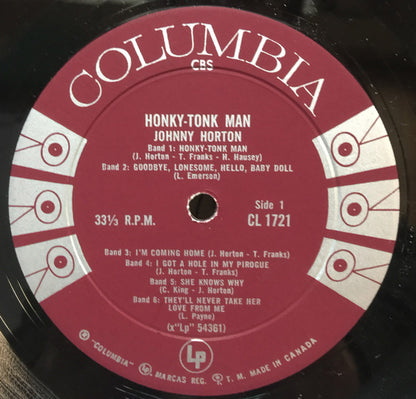 COLUMBIA
CBS
HONKY-TONK MAN
JOHNNY HORTON
Band 1: HONKY-TONK MAN
(J. Horton - T. Franks - H. Hausey)
Band 2: GOODBYE, LONESOME, HELLO, BABY DOLL
(L. Emerson)
33⅓ R.P.M.
Side 1
CL 1721
Band 3: I'M COMING HOME (J. Horton - T. Franks)
Band 4: I GOT A HOLE IN MY PIROGUE
(J. Horton - T. Franks)
Band 5: SHE KNOWS WHY
(C. King - J. Horton)
Band 6: THEY'LL NEVER TAKE HER
LOVE FROM ME
(L. Payne)
(x"Lp" 54361)
Lp
® "COLUMBIA" MARCAS REG. ® T. M. MADE IN CANADA